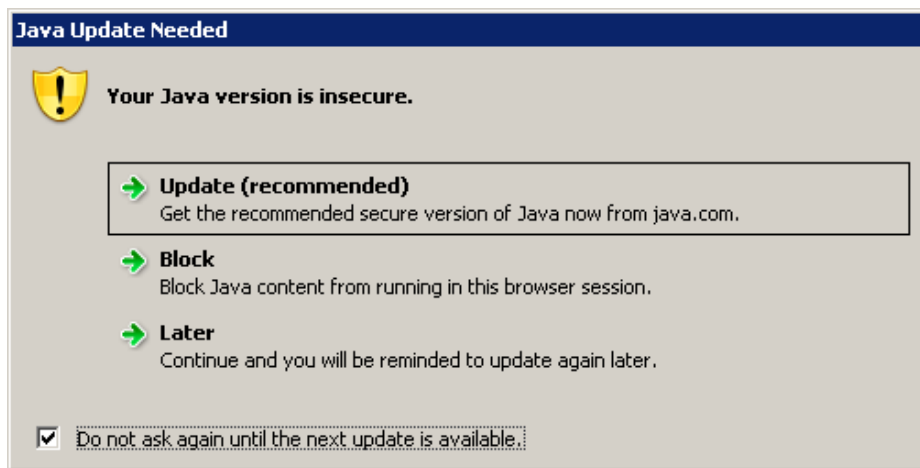 Java Update Needed
Your Java version is insecure.
Update (recommended)
Get the recommended secure version of Java now from java.com.
Block
Block Java content from running in this browser session.
Later
Continue and you will be reminded to update again later.
Do not ask again until the next update is available.